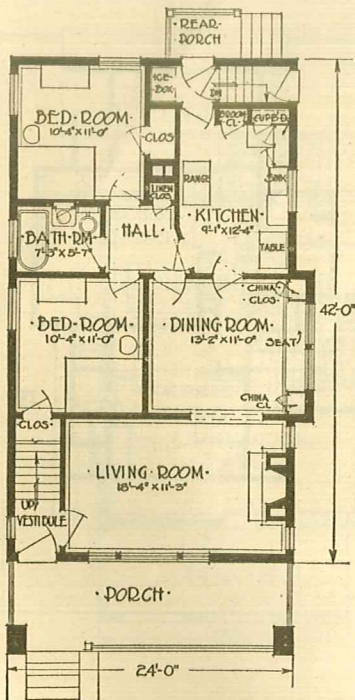 ·REAR·
PORCH·
ICE-
BOX
DN
BROOM
CL·
CUPB'D
BED·ROOM·
10'-4" X 11'-0"
CLOS·
RANGE
SINK
LINEN
CLOS
·KITCHEN·
9'-1" X 12'-4"
·BATH·RM·
7'-3" X 5'-7"
HALL·
TABLE
CHINA·
CLOS·
42'-0"
·BED·ROOM·
10'-4" X 11'-0"
DINING·ROOM·
13'-2" X 11'-0"
SEAT
CHINA
CL
CLOS·
·LIVING·ROOM·
18'-4" X 11'-3"
UP
VESTIBULE
·PORCH·
24'-0"